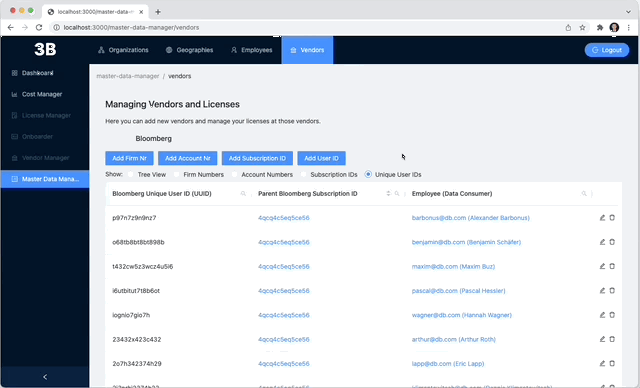 localhost:3000/master-data-m
localhost:3000/master-data-manager/vendors
3B
Organizations
Geographies
Employees
Vendors
Logout
Dashboard
Cost Manager
License Manager
Onboarder
Vendor Manager
Master Data Mana...
master-data-manager / vendors
Managing Vendors and Licenses
Here you can add new vendors and manage your licenses at those vendors.
Bloomberg
Add Firm Nr Add Account Nr Add Subscription ID Add User ID
Show: Tree View Firm Numbers Account Numbers Subscription IDs Unique User IDs
Bloomberg Unique User ID (UUID) Parent Bloomberg Subscription ID Employee (Data Consumer)
p97n7z9n9nz7 4qcq4c5eq5ce56 barbonus@db.com (Alexander Barbonus)
o68tb8bt8bt898b 4qcq4c5eq5ce56 benjamin@db.com (Benjamin Schäfer)
t432cw5z3wcz4u5i6 4qcq4c5eq5ce56 maxim@db.com (Maxim Buz)
i6utbitut7t8b6ot 4qcq4c5eq5ce56 pascal@db.com (Pascal Hessler)
iognio7gio7h 4qcq4c5eq5ce56 wagner@db.com (Hannah Wagner)
23432x423c432 4qcq4c5eq5ce56 arthur@db.com (Arthur Roth)
2o7h342374h29 4qcq4c5eq5ce56 lapp@db.com (Eric Lapp)